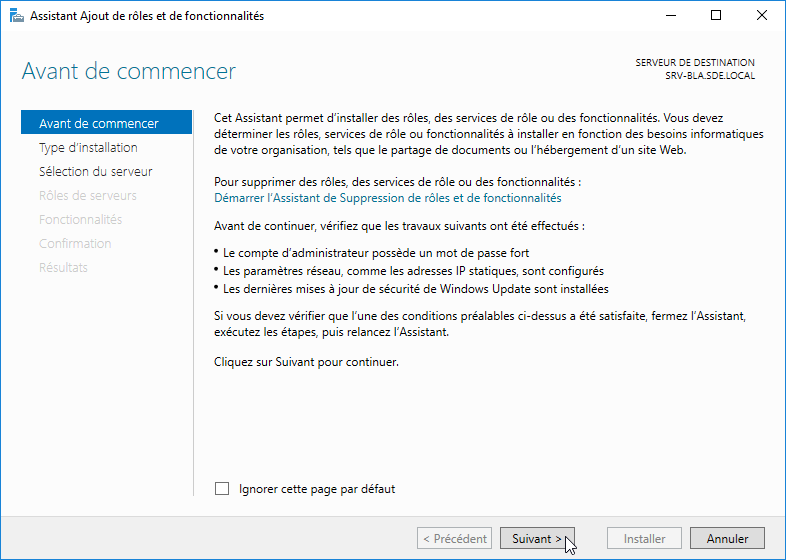 Assistant Ajout de rôles et de fonctionnalités
Avant de commencer
SERVEUR DE DESTINATION
SRV-BLA.SDE.LOCAL
Avant de commencer
Type d'installation
Sélection du serveur
Rôles de serveurs
Fonctionnalités
Confirmation
Résultats
Cet Assistant permet d'installer des rôles, des services de rôle ou des fonctionnalités. Vous devez
déterminer les rôles, services de rôle ou fonctionnalités à installer en fonction des besoins informatiques
de votre organisation, tels que le partage de documents ou l'hébergement d'un site Web.
Pour supprimer des rôles, des services de rôle ou des fonctionnalités :
Démarrer l'Assistant de Suppression de rôles et de fonctionnalités
Avant de continuer, vérifiez que les travaux suivants ont été effectués :
• Le compte d'administrateur possède un mot de passe fort
• Les paramètres réseau, comme les adresses IP statiques, sont configurés
• Les dernières mises à jour de sécurité de Windows Update sont installées
Si vous devez vérifier que l'une des conditions préalables ci-dessus a été satisfaite, fermez l'Assistant,
exécutez les étapes, puis relancez l'Assistant.
Cliquez sur Suivant pour continuer.
Ignorer cette page par défaut
< Précédent
Suivant >
Installer
Annuler